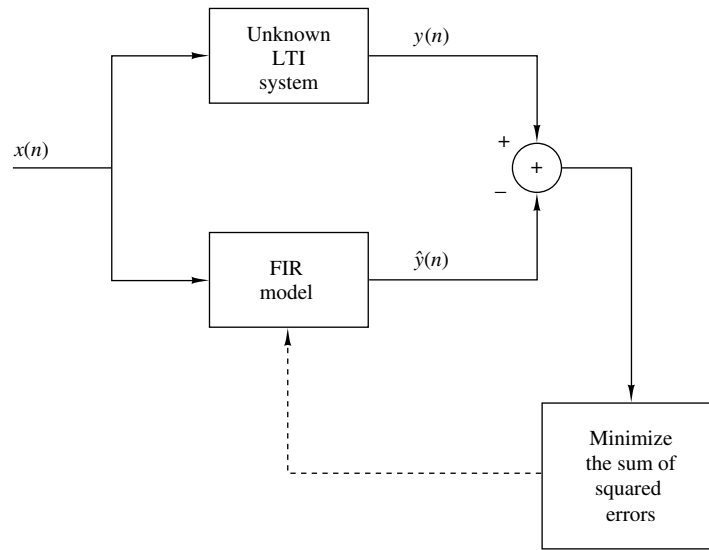 Unknown
LTI
system
y(n)
x(n)
+
+
−
FIR
model
ŷ(n)
Minimize
the sum of
squared
errors